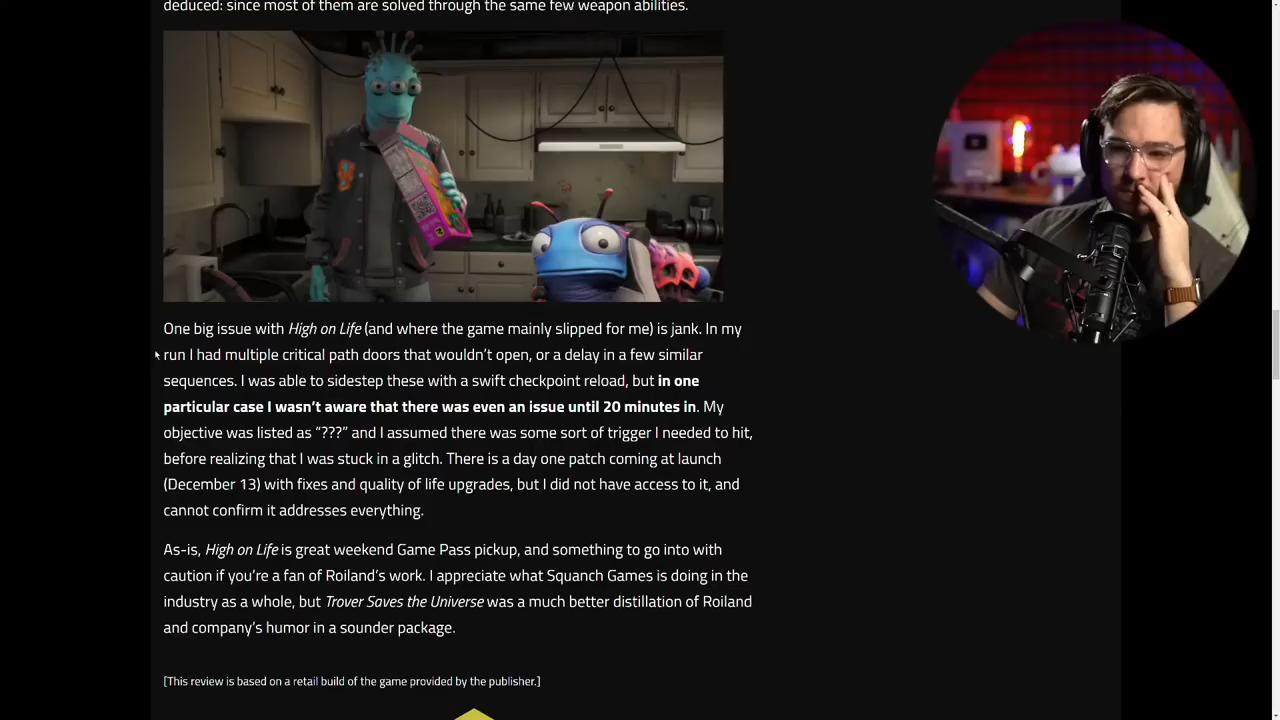 deduced: since most of them are solved through the same few weapon abilities.
One big issue with High on Life (and where the game mainly slipped for me) is jank. In my
run I had multiple critical path doors that wouldn't open, or a delay in a few similar
sequences. I was able to sidestep these with a swift checkpoint reload, but in one
particular case I wasn't aware that there was even an issue until 20 minutes in. My
objective was listed as “???” and I assumed there was some sort of trigger I needed to hit,
before realizing that I was stuck in a glitch. There is a day one patch coming at launch
(December 13) with fixes and quality of life upgrades, but I did not have access to it, and
cannot confirm it addresses everything.
As-is, High on Life is great weekend Game Pass pickup, and something to go into with
caution if you're a fan of Roiland's work. I appreciate what Squanch Games is doing in the
industry as a whole, but Trover Saves the Universe was a much better distillation of Roiland
and company's humor in a sounder package.
[This review is based on a retail build of the game provided by the publisher.]